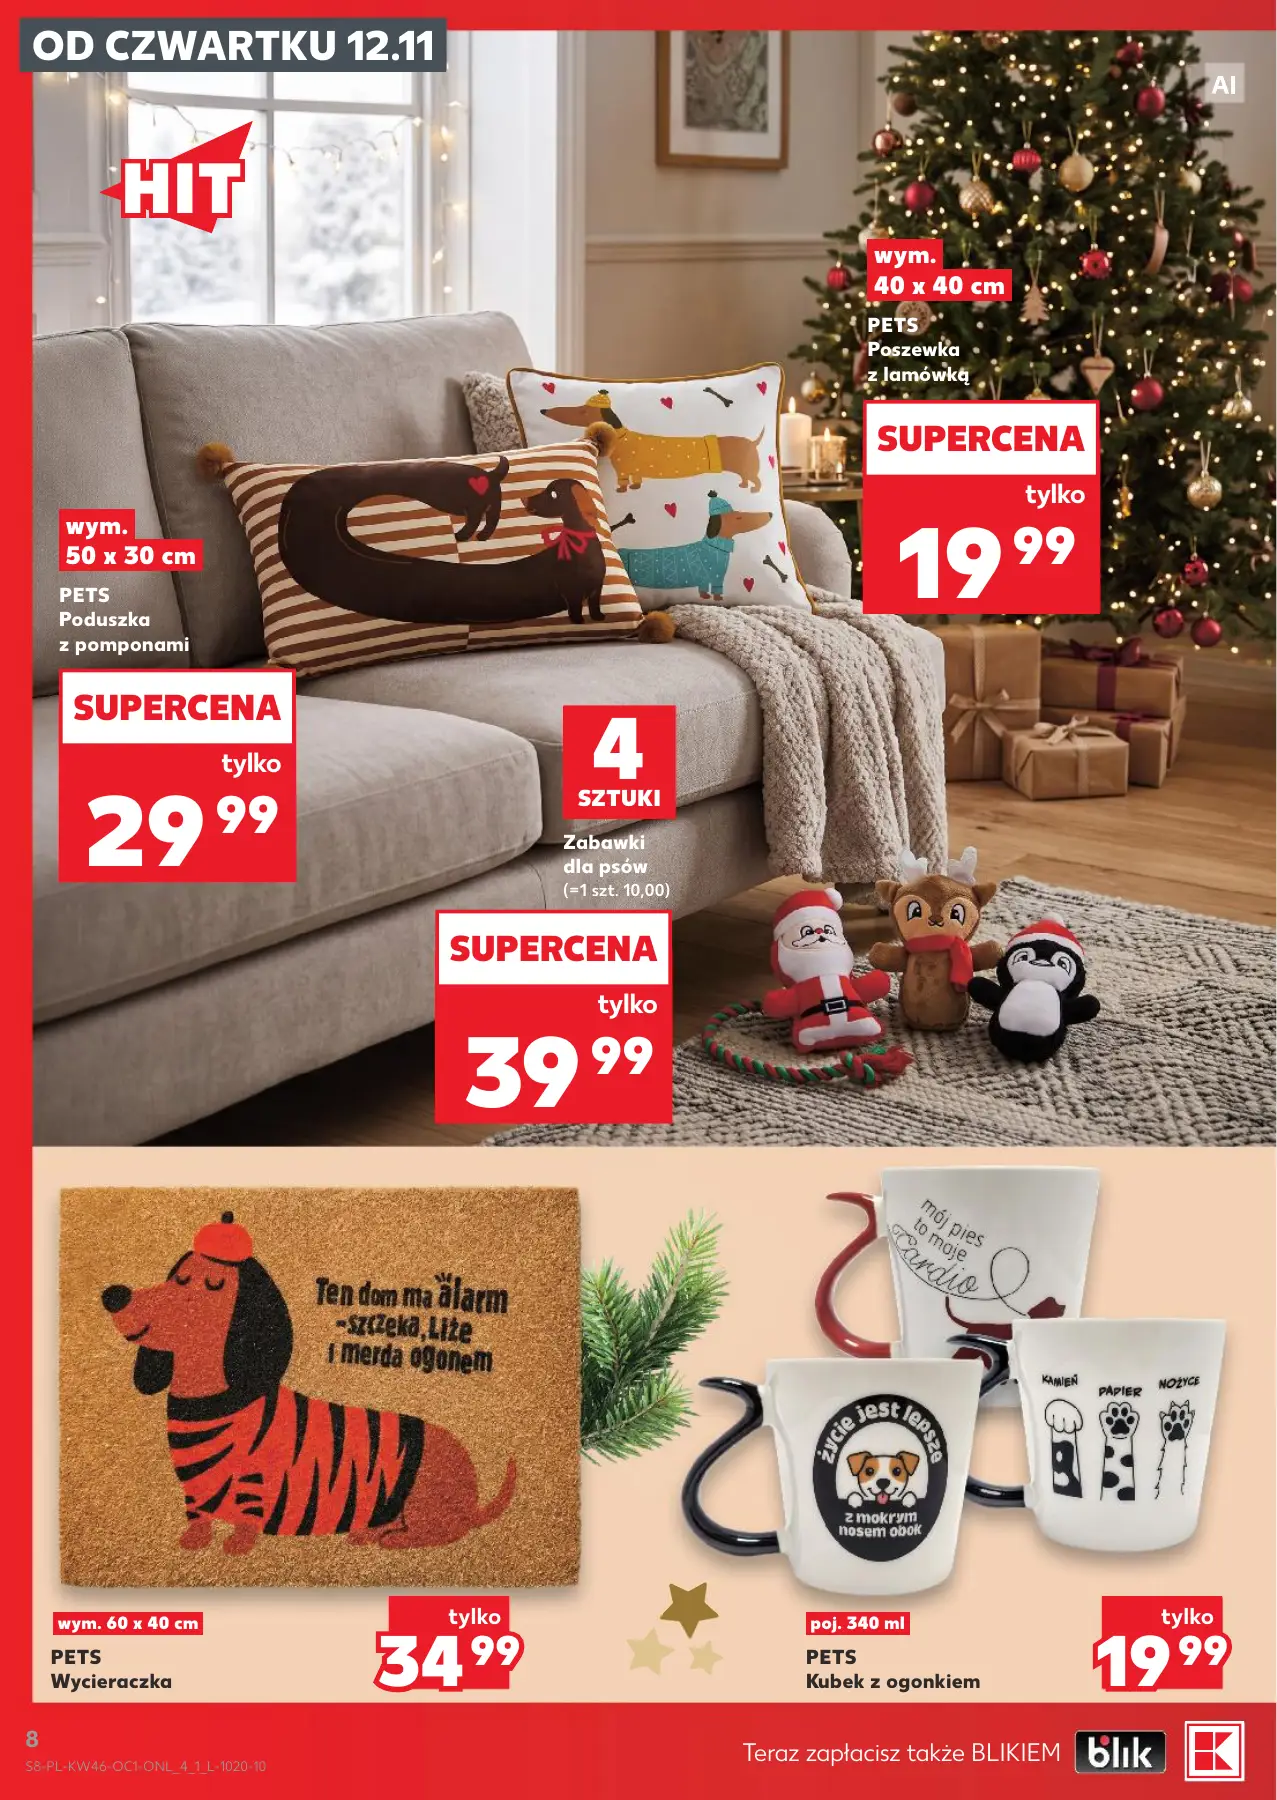 OD CZWARTKU 12.11
AI
HIT
wym.
40 x 40 cm
PETS
Poszewka
z lamówką
SUPERCENA
tylko
19 99
wym.
50 x 30 cm
PETS
Poduszka
z pomponami
SUPERCENA
tylko
29 99
4
SZTUKI
Zabawki
dla psów
(=1 szt. 10,00)
SUPERCENA
tylko
39 99
Ten dom ma alarm
-szczeka, Liże
i merda ogonem
mój pies
to moje
Cardio
KAMIEŃ
PAPIER
NOŻYCE
życie jest lepsze
z mokrym
nosem obok
wym. 60 x 40 cm
PETS
Wycieraczka
tylko
34 99
poj. 340 ml
PETS
Kubek z ogonkiem
tylko
19 99
8
S8-PL-KW46-OC1-ONL_4_1_L-1020-10
Teraz zapłacisz także BLIKIEM
blik
K